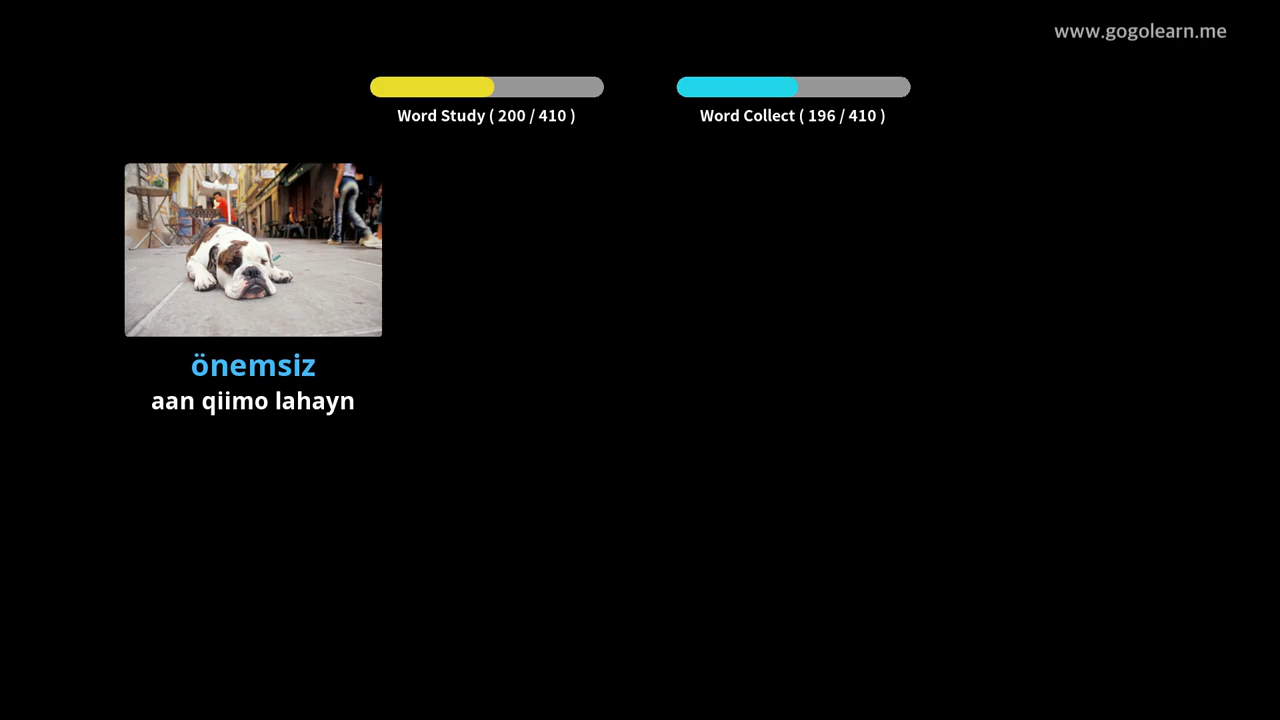 www.gogolearn.me
Word Study ( 200 / 410 )
Word Collect ( 196 / 410 )
önemsiz
aan qiimo lahayn